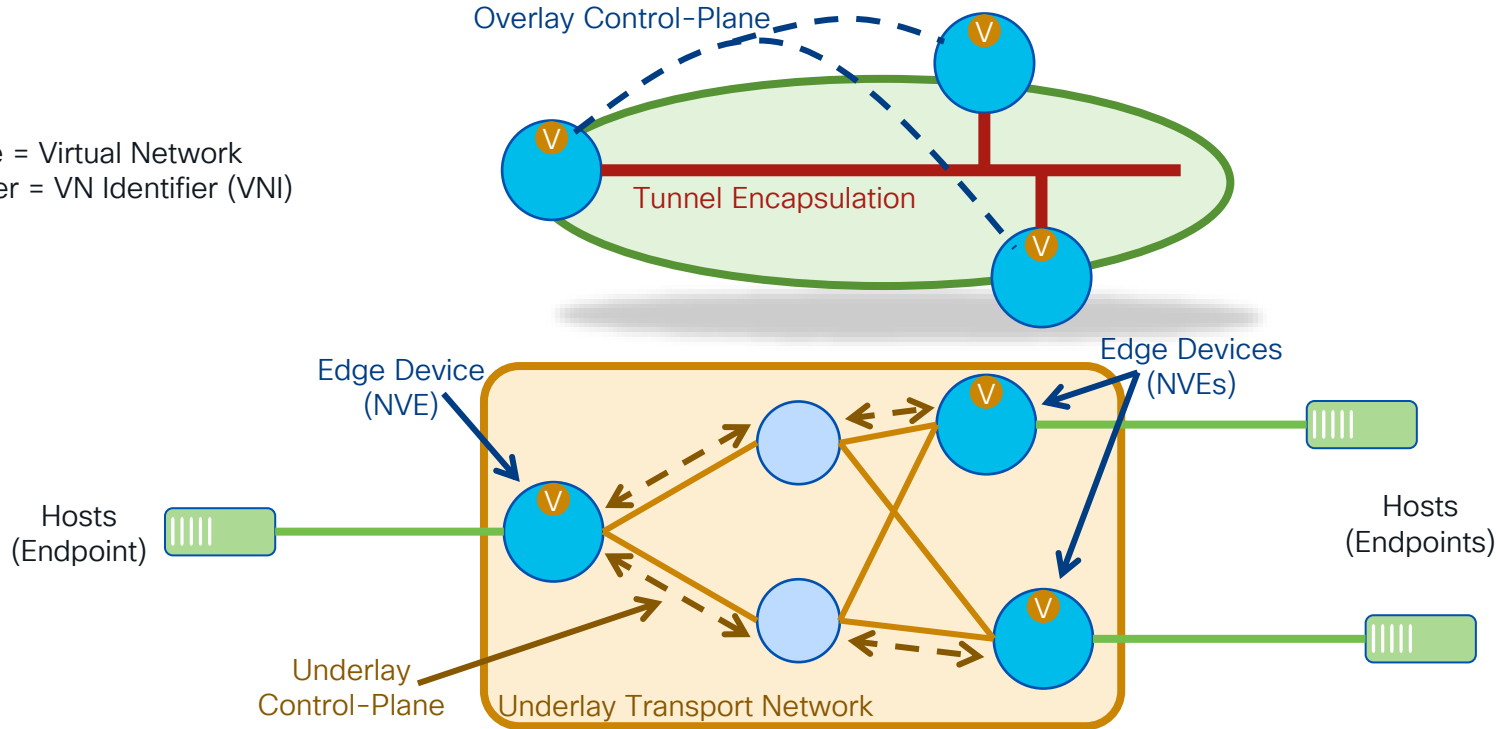 Overlay Control-Plane
V
V
= Virtual Network
= VN Identifier (VNI)
Tunnel Encapsulation
V
Edge Device
(NVE)
Edge Devices
(NVEs)
V
V
Hosts
(Endpoint)
Hosts
(Endpoints)
V
Underlay
Control-Plane
Underlay Transport Network